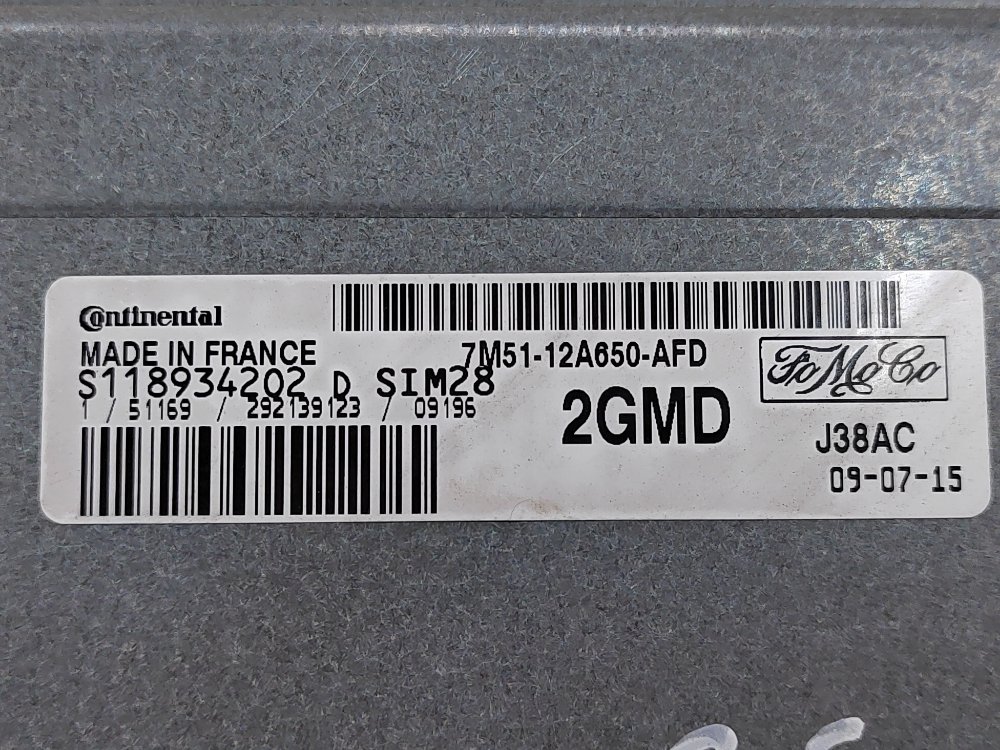 Continental
MADE IN FRANCE
7M51-12A650-AFD
FoMoCo
S118934202 D SIM28
1 / 51169 / 292139123 / 09196
2GMD
J38AC
09-07-15